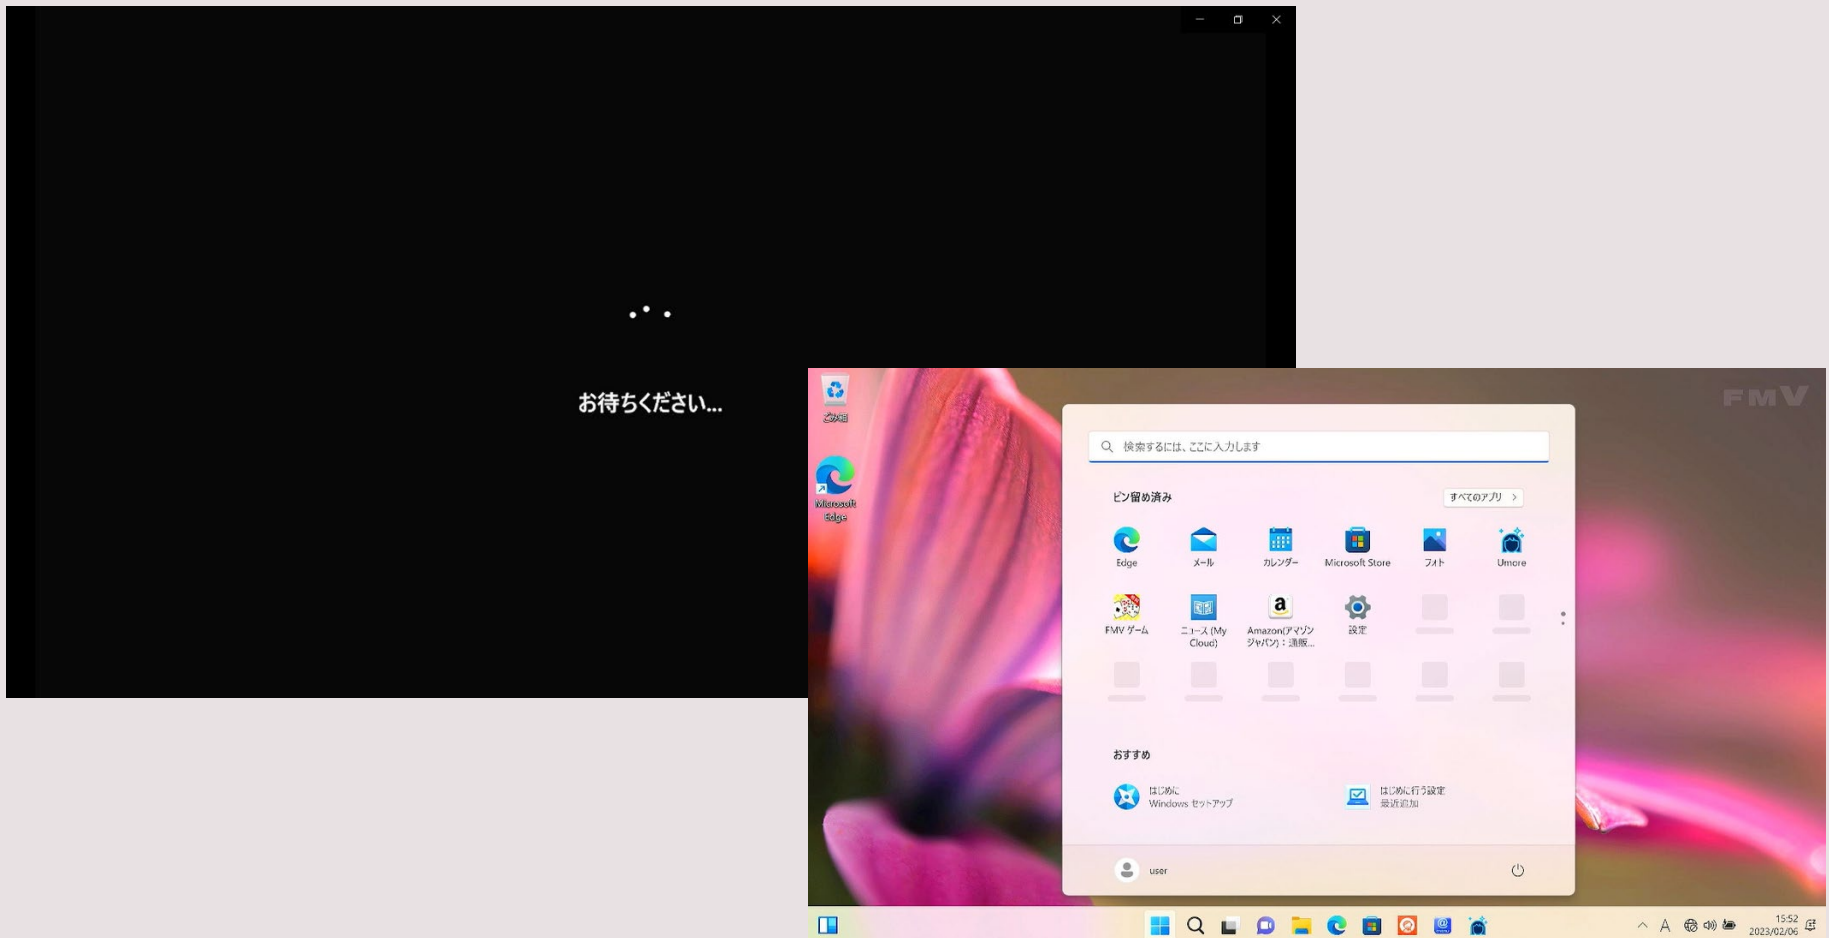 お待ちください...
ごみ箱
Microsoft
Edge
FMV
検索するには、ここに入力します
ピン留め済み
すべてのアプリ
Edge
メール
カレンダー
Microsoft Store
フォト
Umore
FMV ゲーム
ニュース (My
Cloud)
Amazon(アマゾン
ジャパン)：通販...
設定
おすすめ
はじめに
Windows セットアップ
はじめに行う設定
最近追加
user
A
15:52
2023/02/06